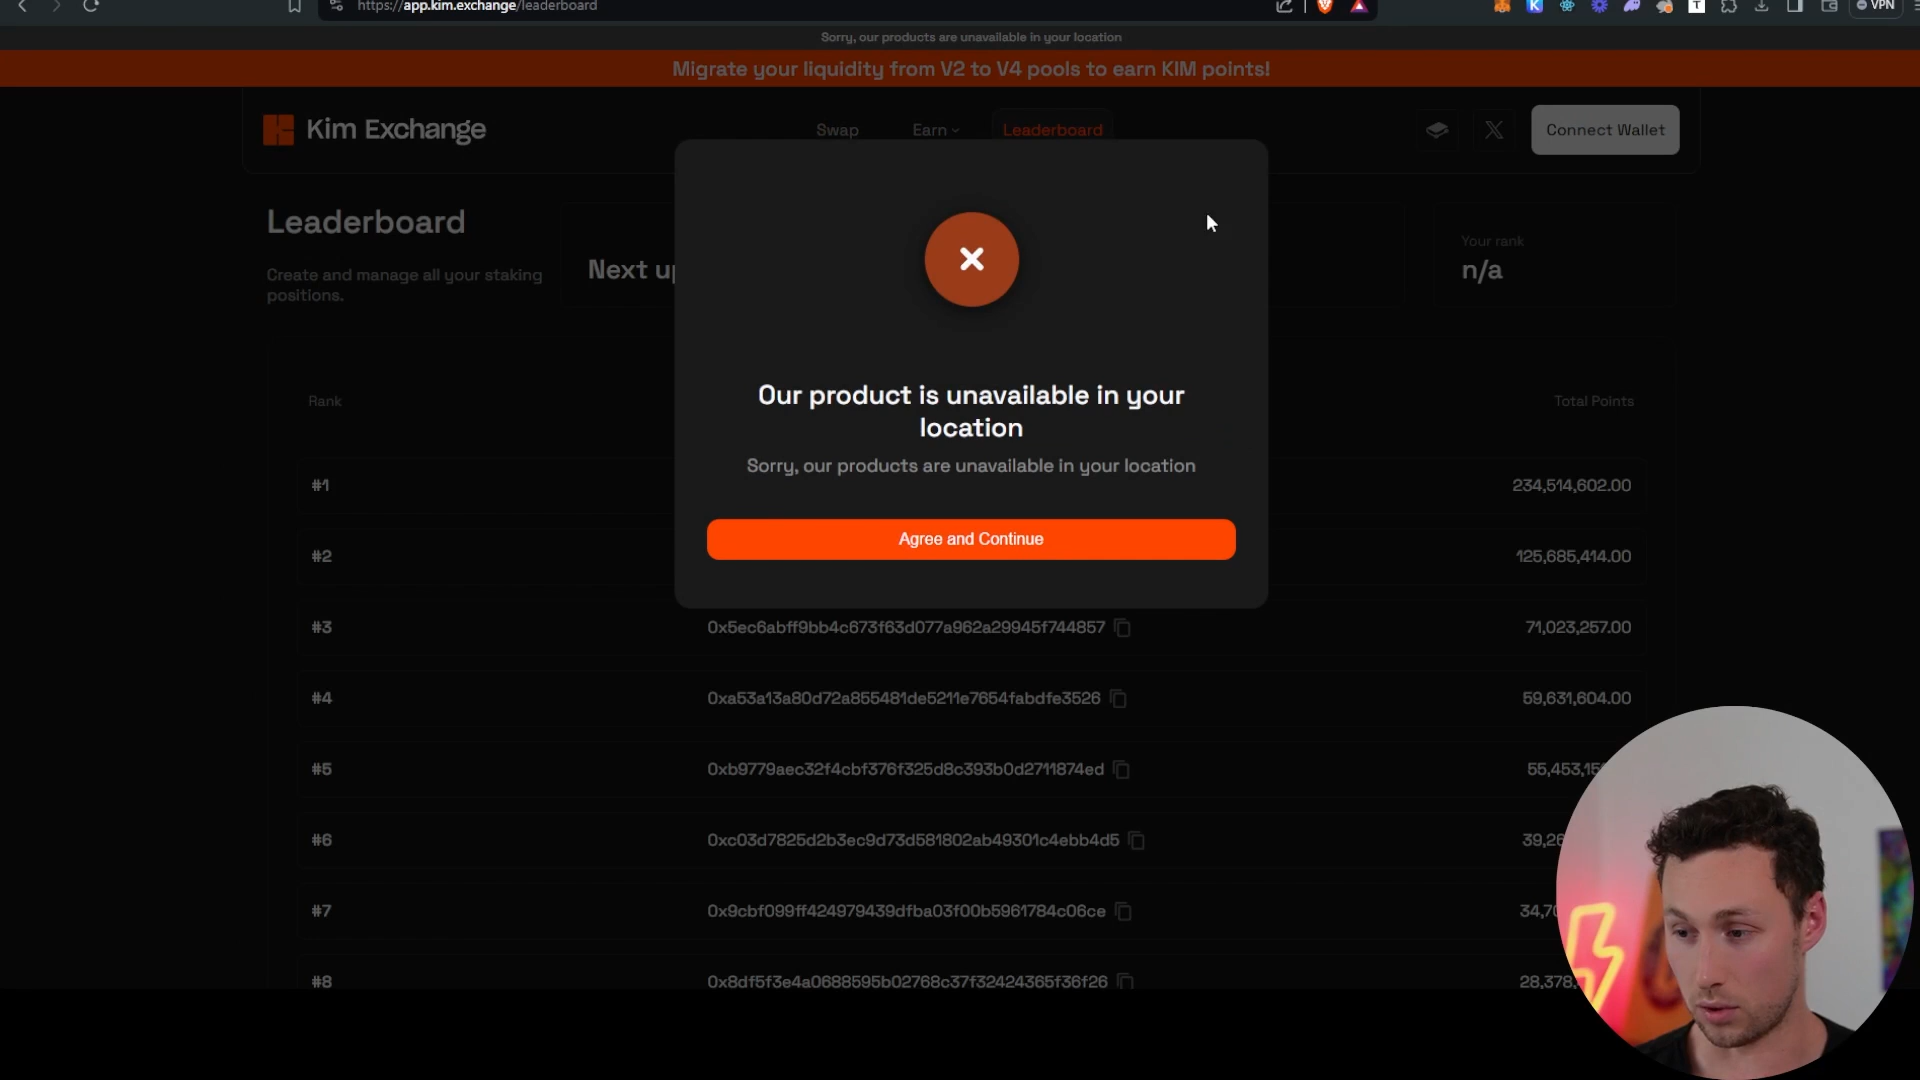 https://app.kim.exchange/leaderboard
VPN
Sorry, our products are unavailable in your location
Migrate your liquidity from V2 to V4 pools to earn KIM points!
Kim Exchange
Swap
Earn
Leaderboard
Connect Wallet
Leaderboard
Create and manage all your staking
positions.
Next up
Your rank
n/a
Our product is unavailable in your
location
Sorry, our products are unavailable in your location
Agree and Continue
Rank
Total Points
#1
234,514,602.00
#2
125,685,414.00
#3
0x5ec6abff9bb4c673f63d077a962a29945f744857
71,023,257.00
#4
0xa53a13a80d72a855481de5211e7654fabdfe3526
59,631,604.00
#5
0xb9779aec32f4cbf376f325d8c393b0d2711874ed
#6
0xc03d7825d2b3ec9d73d581802ab49301c4ebb4d5
#7
0x9cbf099ff424979439dfba03f00b5961784c06ce
#8
0x8df5f3e4a0688595b02768c37f32424365f36f26